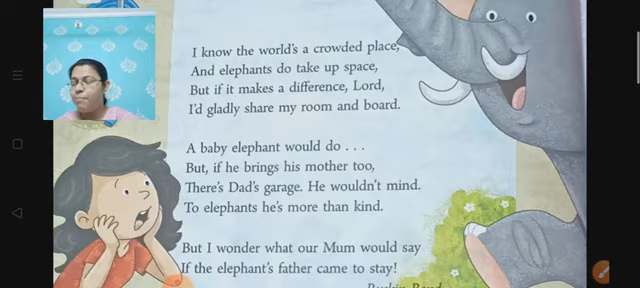 I know the world's a crowded place,
And elephants do take up space,
But if it makes a difference, Lord,
I'd gladly share my room and board.
A baby elephant would do . . .
But, if he brings his mother too,
There's Dad's garage. He wouldn't mind.
To elephants he's more than kind.
But I wonder what our Mum would say
If the elephant's father came to stay!
Ruskin Bond